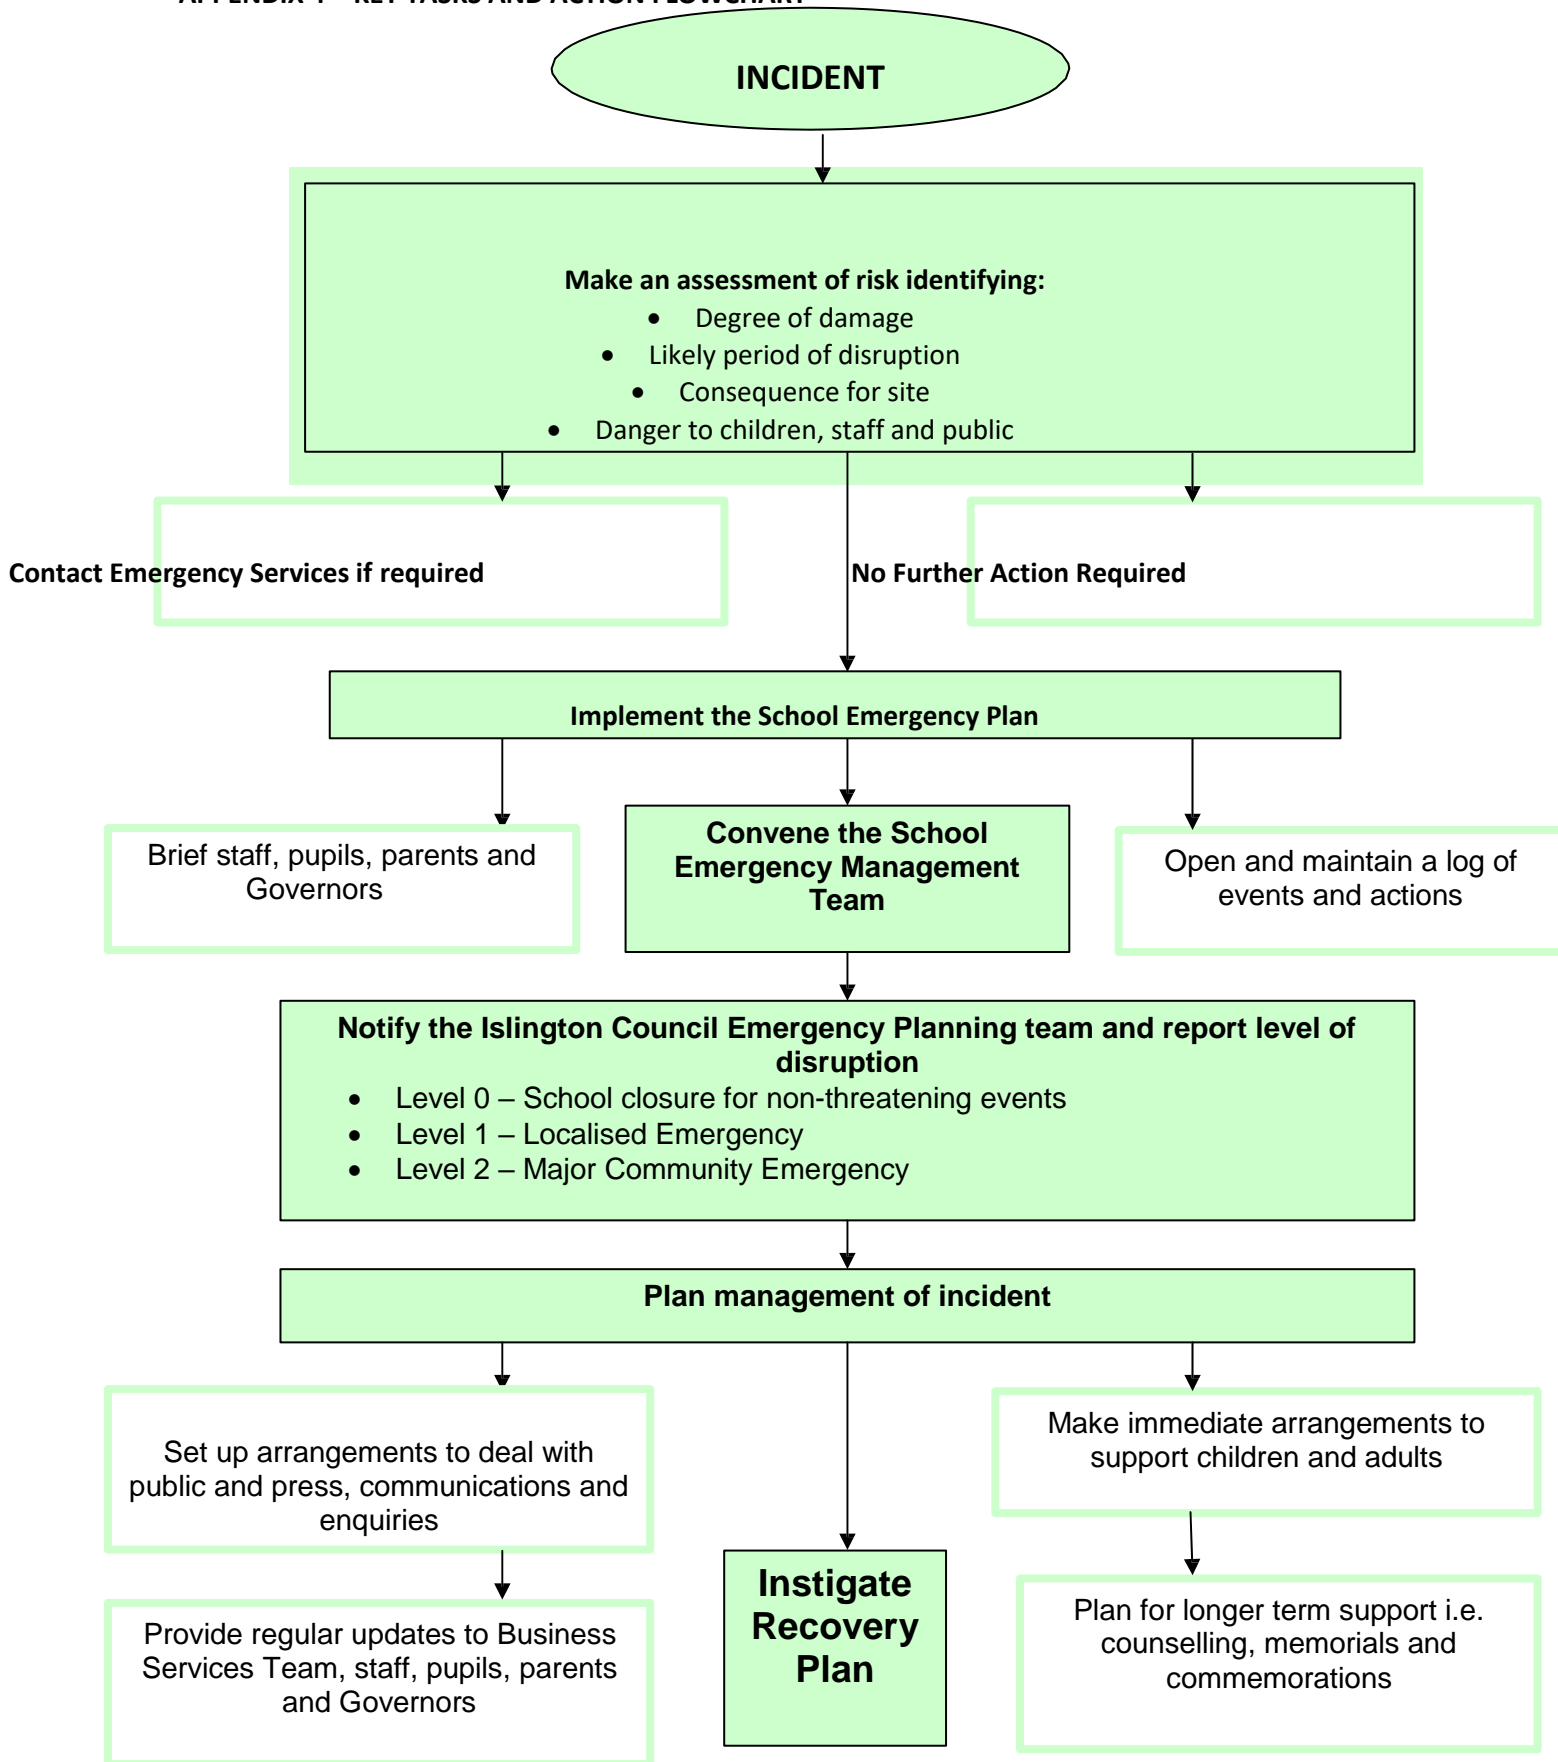 KEY TASKS AND ACTION FLOWCHART
INCIDENT
Make an assessment of risk identifying:
• Degree of damage
• Likely period of disruption
• Consequence for site
• Danger to children, staff and public
Contact Emergency Services if required
No Further Action Required
Implement the School Emergency Plan
Brief staff, pupils, parents and
Governors
Convene the School
Emergency Management
Team
Open and maintain a log of
events and actions
Notify the Islington Council Emergency Planning team and report level of
disruption
• Level 0 – School closure for non-threatening events
• Level 1 – Localised Emergency
• Level 2 – Major Community Emergency
Plan management of incident
Set up arrangements to deal with
public and press, communications and
enquiries
Make immediate arrangements to
support children and adults
Provide regular updates to Business
Services Team, staff, pupils, parents
and Governors
Instigate
Recovery
Plan
Plan for longer term support i.e.
counselling, memorials and
commemorations